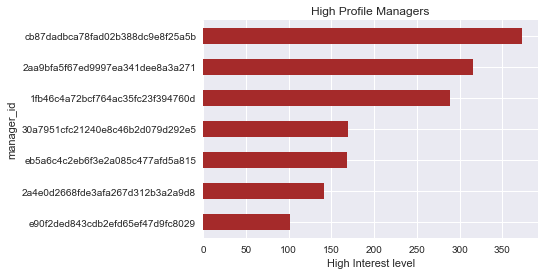 High Profile Managers
manager_id
cb87dadbca78fad02b388dc9e8f25a5b
2aa9bfa5f67ed9997ea341dee8a3a271
1fb46c4a72bcf764ac35fc23f394760d
30a7951cfc21240e8c46b2d079d292e5
eb5a6c4c2eb6f3e2a085c477afd5a815
2a4e0d2668fde3afa267d312b3a2a9d8
e90f2ded843cdb2efd65ef47d9fc8029
0 50 100 150 200 250 300 350
High Interest level